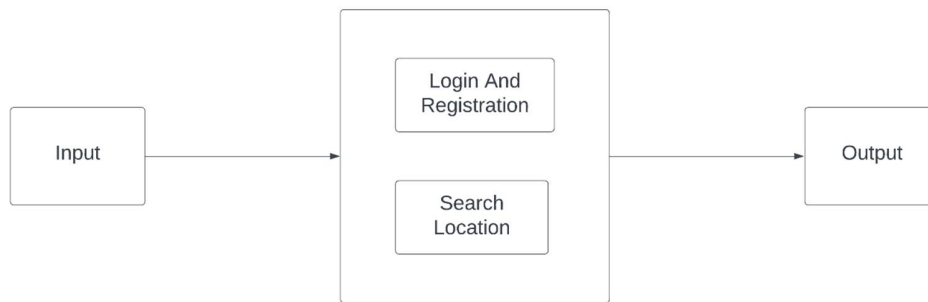 Input
Login And
Registration
Search
Location
Output